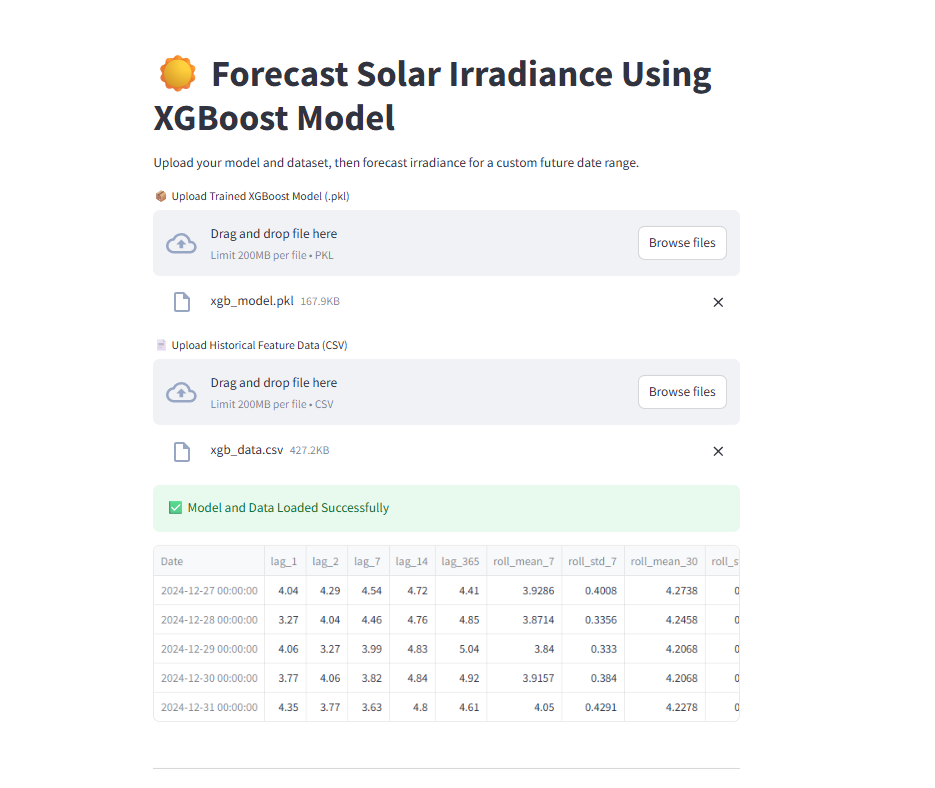 Forecast Solar Irradiance Using
XGBoost Model
Upload your model and dataset, then forecast irradiance for a custom future date range.
Upload Trained XGBoost Model (.pkl)
Drag and drop file here
Limit 200MB per file • PKL
Browse files
xgb_model.pkl 167.9KB
Upload Historical Feature Data (CSV)
Drag and drop file here
Limit 200MB per file • CSV
Browse files
xgb_data.csv 427.2KB
Model and Data Loaded Successfully
Date lag_1 lag_2 lag_7 lag_14 lag_365 roll_mean_7 roll_std_7 roll_mean_30
2024-12-27 00:00:00 4.04 4.29 4.54 4.72 4.41 3.9286 0.4008 4.2738
2024-12-28 00:00:00 3.27 4.04 4.46 4.76 4.85 3.8714 0.3356 4.2458
2024-12-29 00:00:00 4.06 3.27 3.99 4.83 5.04 3.84 0.333 4.2068
2024-12-30 00:00:00 3.77 4.06 3.82 4.84 4.92 3.9157 0.384 4.2068
2024-12-31 00:00:00 4.35 3.77 3.63 4.8 4.61 4.05 0.4291 4.2278